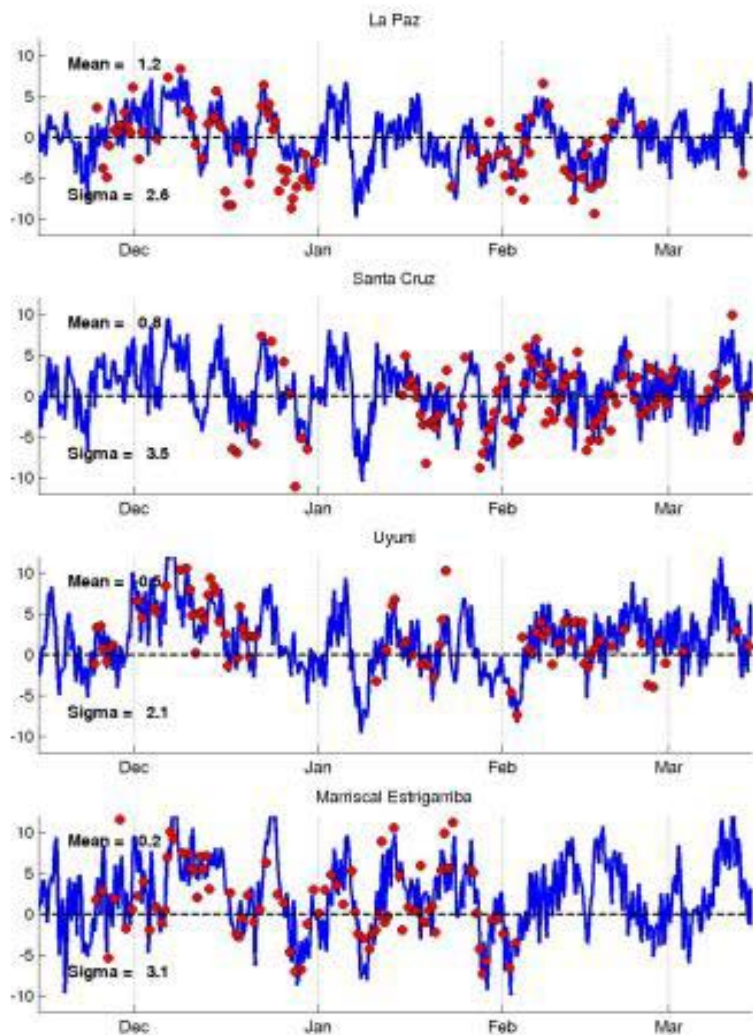 La Paz
10
Mean = 1.2
5
0
-5
Sigma = 2.6
-10
Dec Jan Feb Mar
Santa Cruz
10
Mean = 0.8
5
0
-5
Sigma = 3.5
-10
Dec Jan Feb Mar
Uyuni
10
Mean = 0.5
5
0
-5
Sigma = 2.1
-10
Dec Jan Feb Mar
Marriscal Estrigarriba
10
Mean = 0.2
5
0
-5
Sigma = 3.1
-10
Dec Jan Feb Mar